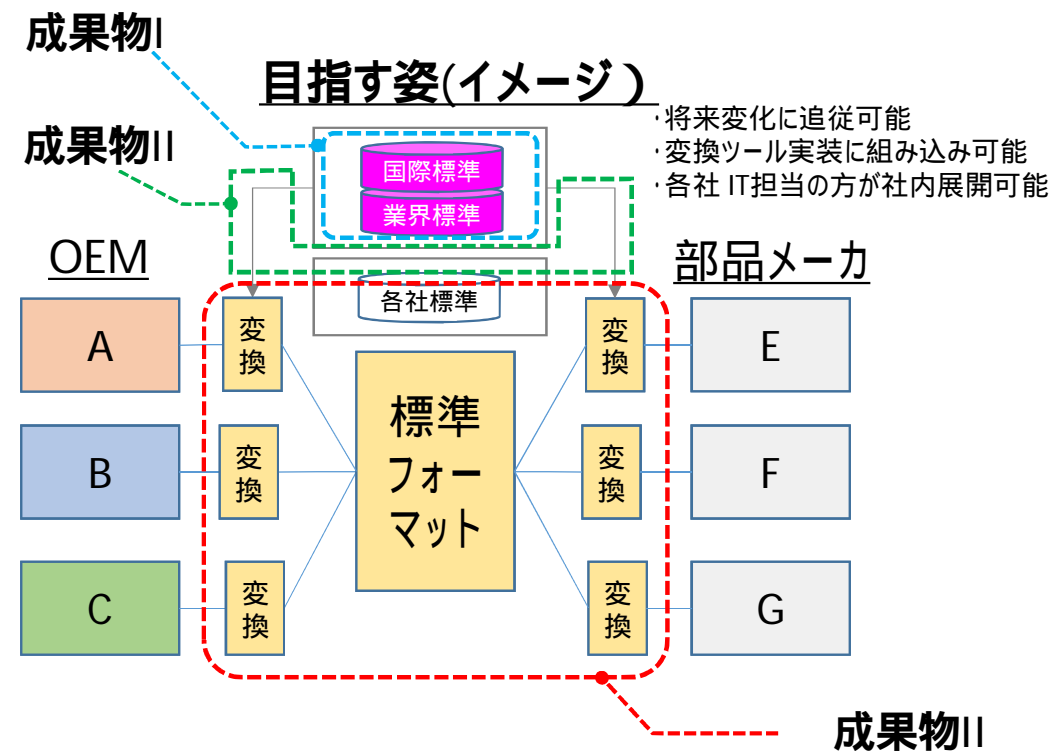 成果物I
目指す姿(イメージ）
・将来変化に追従可能
・変換ツール実装に組み込み可能
・各社 IT担当の方が社内展開可能
成果物II
国際標準
業界標準
OEM
部品メーカ
各社標準
A
変
換
変
換
E
標準
フォー
マット
B
変
換
変
換
F
C
変
換
変
換
G
成果物II